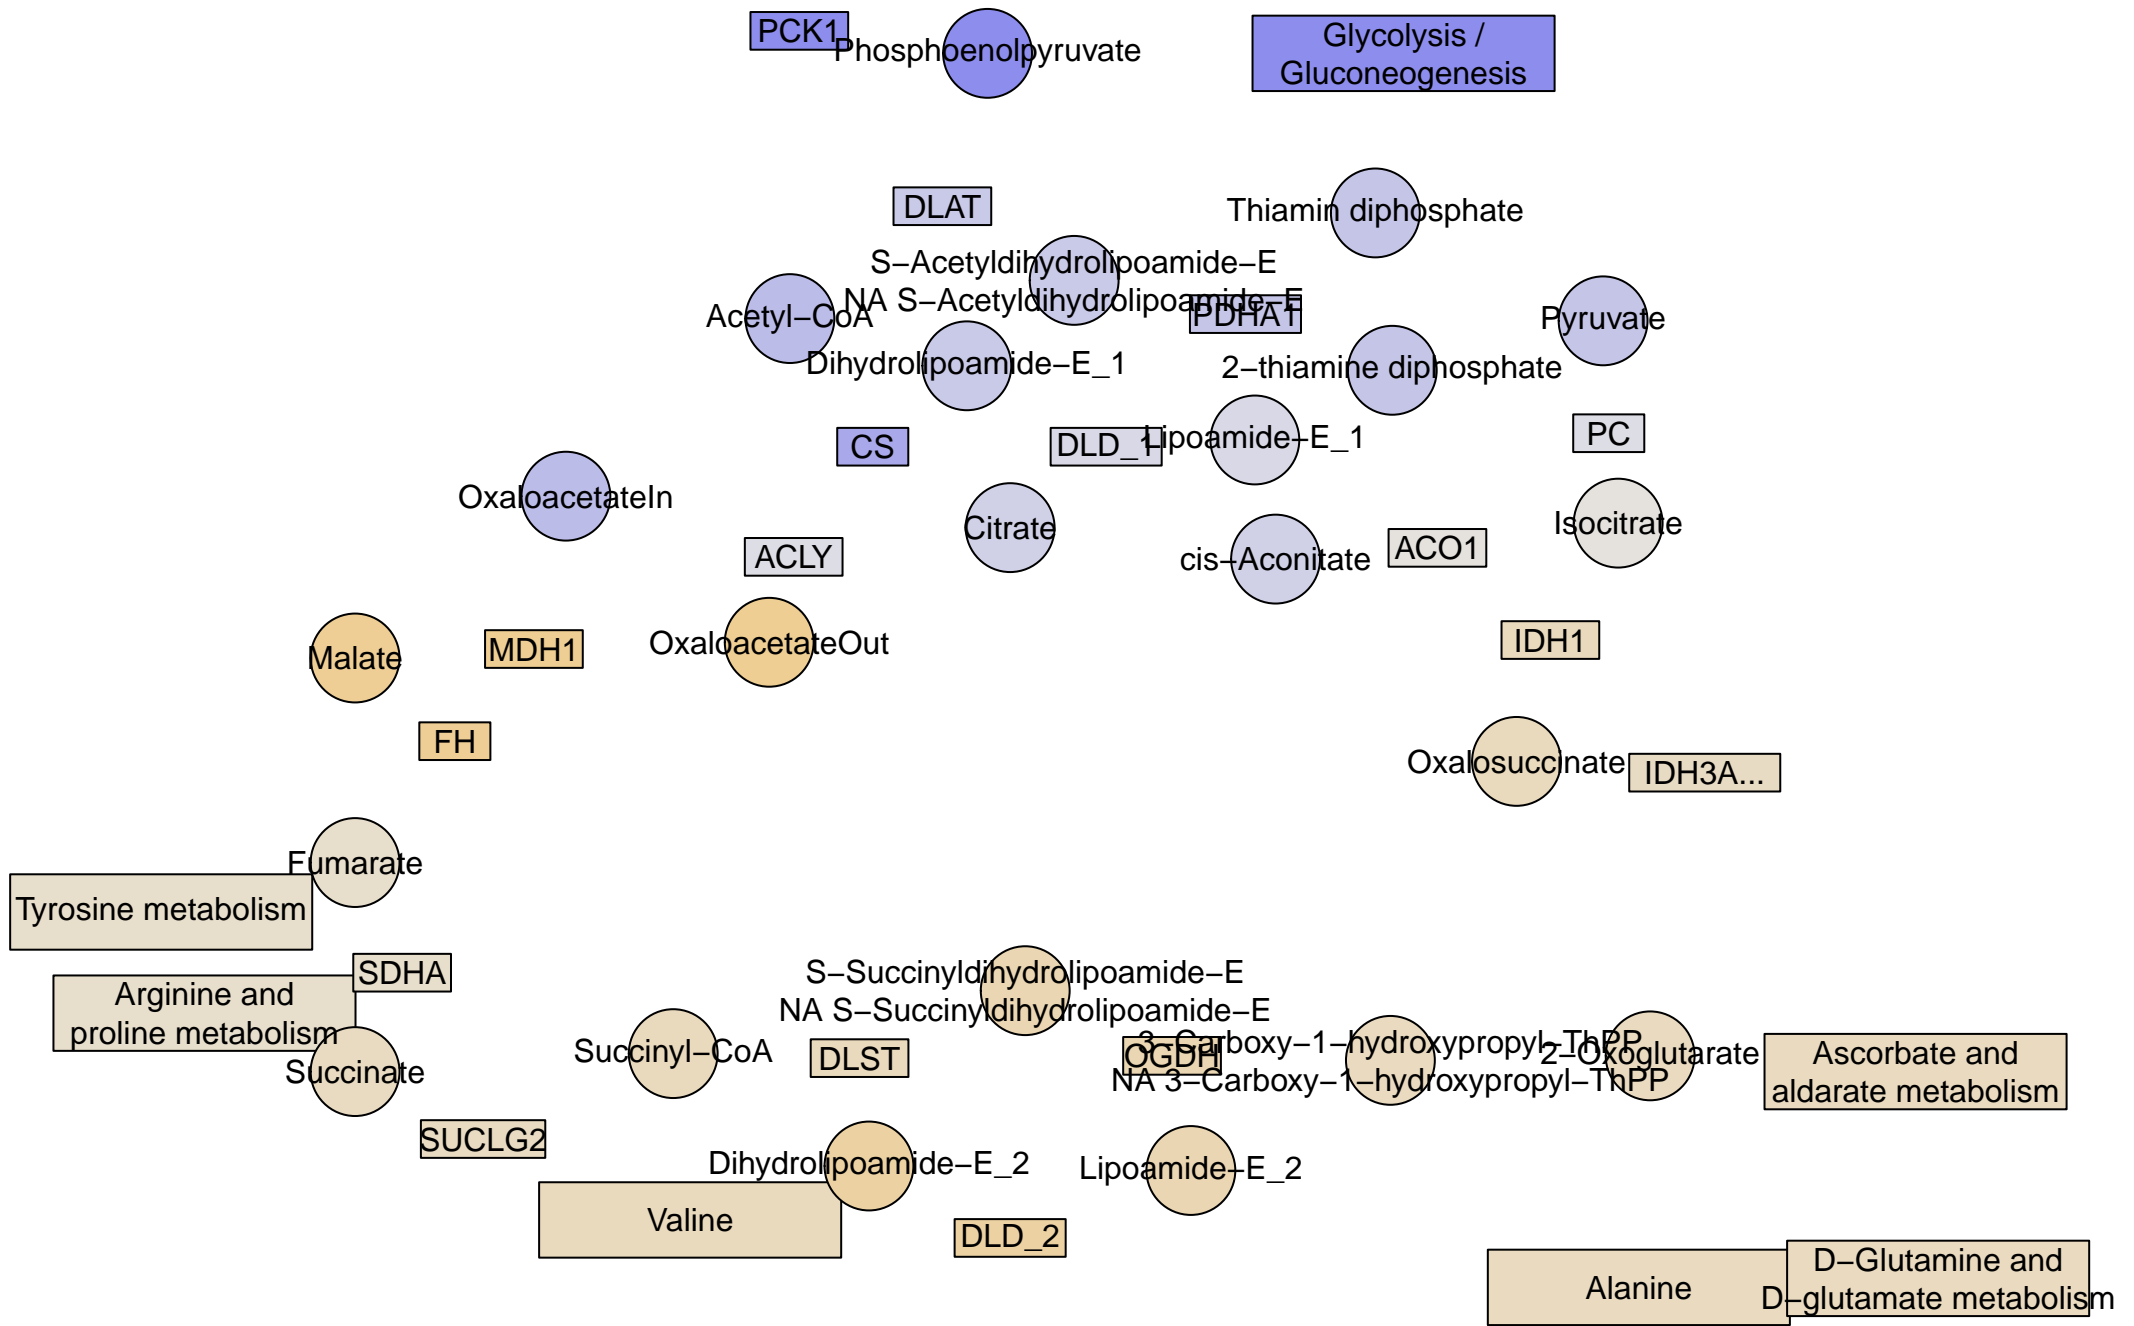 PCK1
Phosphoenolpyruvate
Glycolysis /
Gluconeogenesis
DLAT
Thiamin diphosphate
S−Acetyldihydrolipoamide−E
NA S−Acetyldihydrolipoamide−E
Acetyl−CoA
PDHA1
Pyruvate
Dihydrolipoamide−E_1
2−thiamine diphosphate
CS
DLD_1
Lipoamide−E_1
PC
OxaloacetateIn
Citrate
Isocitrate
ACLY
cis−Aconitate
ACO1
Malate
MDH1
OxaloacetateOut
IDH1
FH
Oxalosuccinate
IDH3A...
Fumarate
Tyrosine metabolism
SDHA
Arginine and
proline metabolism
Succinate
Succinyl−CoA
S−Succinyldihydrolipoamide−E
NA S−Succinyldihydrolipoamide−E
DLST
OGDH
3−Carboxy−1−hydroxypropyl−ThPP
NA 3−Carboxy−1−hydroxypropyl−ThPP
2−Oxoglutarate
Ascorbate and
aldarate metabolism
SUCLG2
Dihydrolipoamide−E_2
Lipoamide−E_2
Valine
DLD_2
Alanine
D−Glutamine and
D−glutamate metabolism